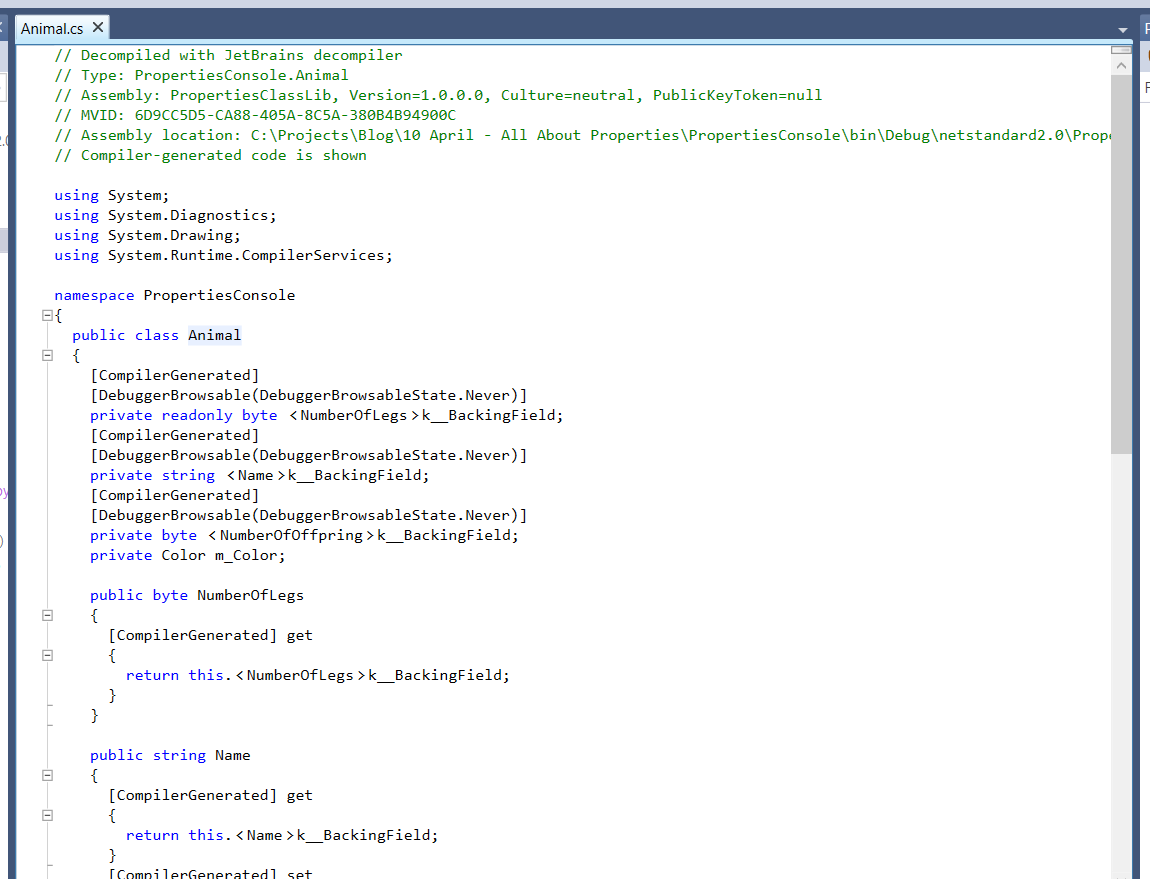 Animal.cs
// Decompiled with JetBrains decompiler
// Type: PropertiesConsole.Animal
// Assembly: PropertiesClassLib, Version=1.0.0.0, Culture=neutral, PublicKeyToken=null
// MVID: 6D9CC5D5-CA88-405A-8C5A-380B4B94900C
// Assembly location: C:\Projects\Blog\10 April - All About Properties\PropertiesConsole\bin\Debug\netstandard2.0\Prope
// Compiler-generated code is shown
using System;
using System.Diagnostics;
using System.Drawing;
using System.Runtime.CompilerServices;
namespace PropertiesConsole
{
public class Animal
{
[CompilerGenerated]
[DebuggerBrowsable(DebuggerBrowsableState.Never)]
private readonly byte <NumberOfLegs>k__BackingField;
[CompilerGenerated]
[DebuggerBrowsable(DebuggerBrowsableState.Never)]
private string <Name>k__BackingField;
[CompilerGenerated]
[DebuggerBrowsable(DebuggerBrowsableState.Never)]
private byte <NumberOfOffpring>k__BackingField;
private Color m_Color;
public byte NumberOfLegs
{
[CompilerGenerated] get
{
return this.<NumberOfLegs>k__BackingField;
}
}
public string Name
{
[CompilerGenerated] get
{
return this.<Name>k__BackingField;
}
[CompilerGenerated] set